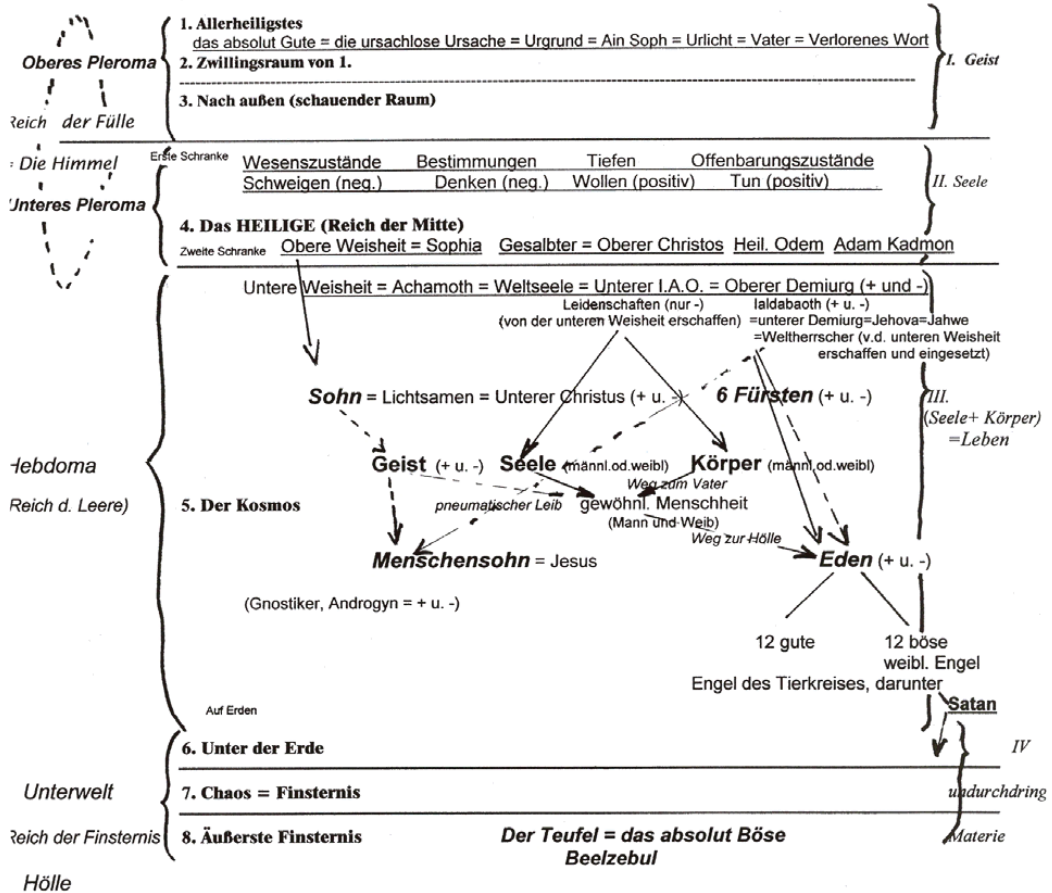 1. Allerheiligstes
das absolut Gute = die ursachlose Ursache = Urgrund = Ain Soph = Urlicht = Vater = Verlorenes Wort
Oberes Pleroma
2. Zwillingsraum von 1.
I. Geist
3. Nach außen (schauender Raum)
Reich der Fülle
= Die Himmel
Erste Schranke
Wesenszustände Bestimmungen Tiefen Offenbarungszustände
Schweigen (neg.) Denken (neg.) Wollen (positiv) Tun (positiv)
II. Seele
Unteres Pleroma
4. Das HEILIGE (Reich der Mitte)
Zweite Schranke
Obere Weisheit = Sophia Gesalbter = Oberer Christos Heil. Odem Adam Kadmon
Untere Weisheit = Achamoth = Weltseele = Unterer I.A.O. = Oberer Demiurg (+ und -)
Leidenschaften (nur -)
(von der unteren Weisheit erschaffen)
Ialdabaoth (+ u. -)
=unterer Demiurg=Jehova=Jahwe
=Weltherrscher (v.d. unteren Weisheit
erschaffen und eingesetzt)
Sohn = Lichtsamen = Unterer Christus (+ u. -)
6 Fürsten (+ u. -)
III.
(Seele+ Körper)
=Leben
Hebdoma
(Reich d. Leere)
Geist (+ u. -) Seele (männl.od.weibl) Körper (männl.od.weibl)
Weg zum Vater
5. Der Kosmos
pneumatischer Leib
gewöhnl. Menschheit
(Mann und Weib)
Weg zur Hölle
Menschensohn = Jesus
Eden (+ u. -)
(Gnostiker, Androgyn = + u. -)
12 gute
12 böse
weibl. Engel
Engel des Tierkreises, darunter
Satan
Auf Erden
6. Unter der Erde
IV
Unterwelt
7. Chaos = Finsternis
undurchdring
Reich der Finsternis
8. Äußerste Finsternis
Der Teufel = das absolut Böse
Beelzebul
Materie
Hölle